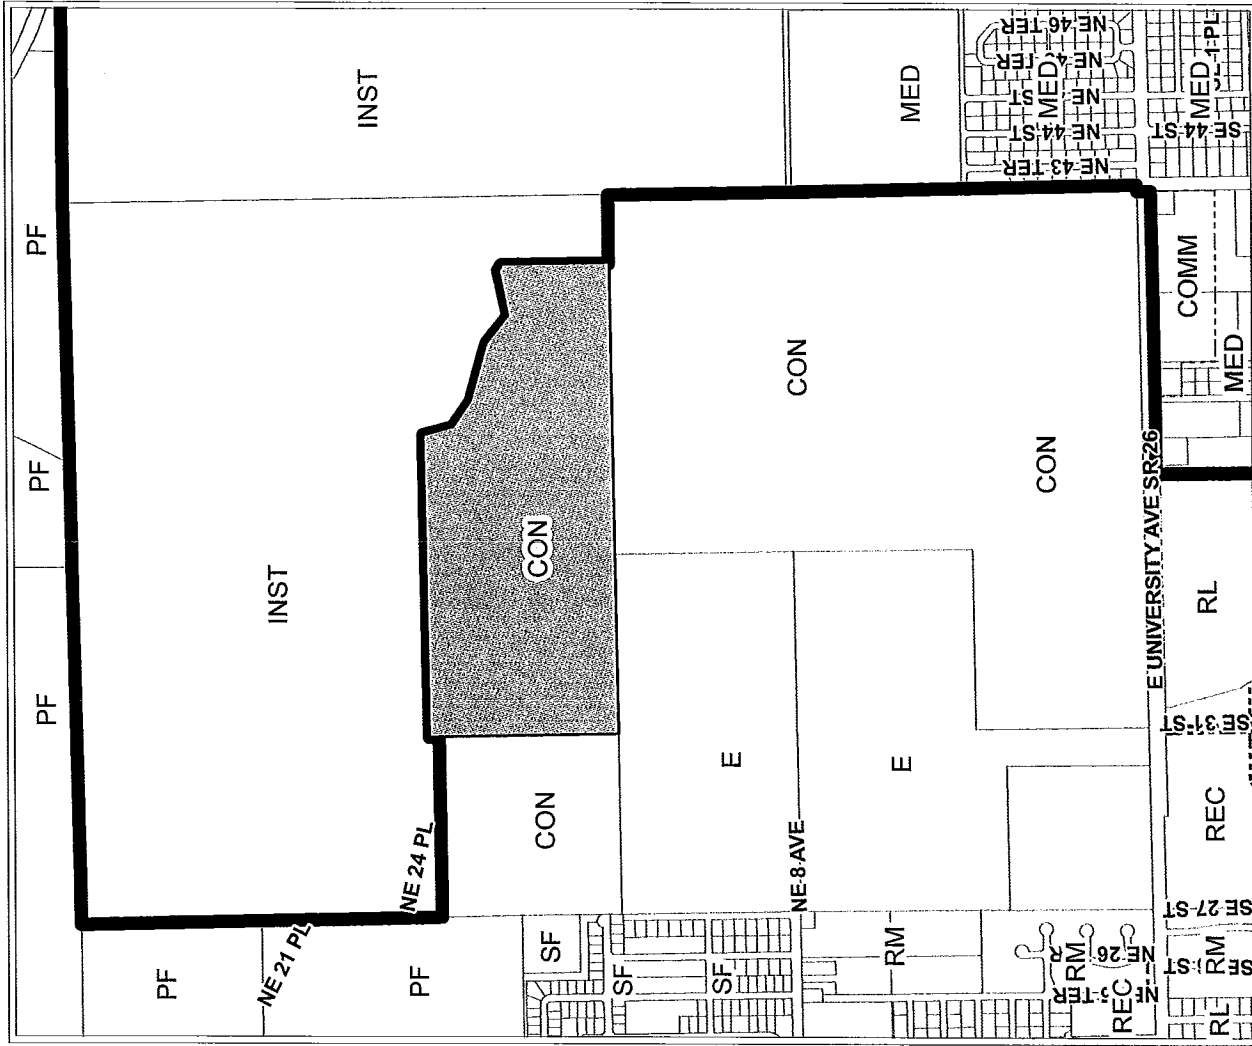 NE 46 TER
PF
INST
MED
MED
MED
NE 44 ST
SE 44 ST
NE 43 TER
PF
COMM
CON
MED
PF
CON
E UNIVERSITY AVE SR 26
CON
INST
RL
PF
SE 31 ST
E
E
REC
CON
NE 24 PL
NE 8 AVE
SE 27 ST
NE 21 PL
PF
PF
SF
SF
SF
RM
RM
RM
NE 26
REC
RL